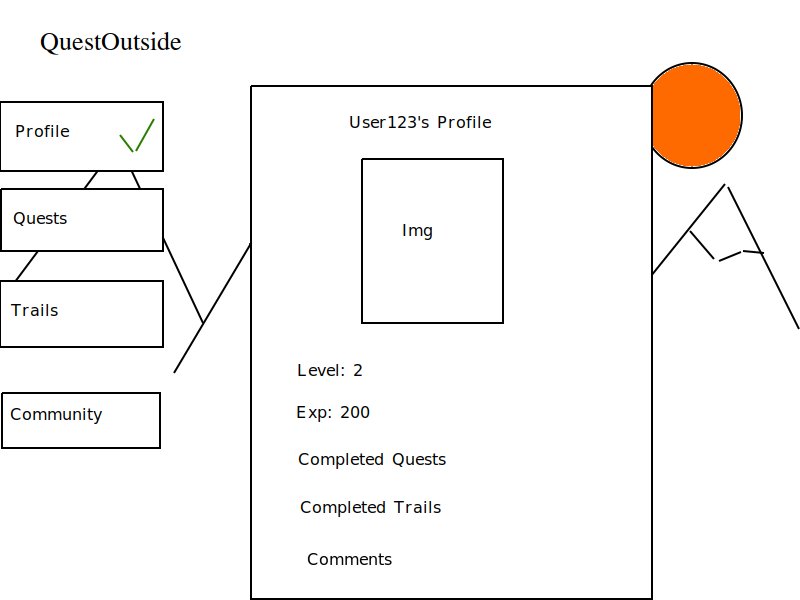 QuestOutside
Profile
Quests
Trails
Community
User123's Profile
Img
Level: 2
Exp: 200
Completed Quests
Completed Trails
Comments